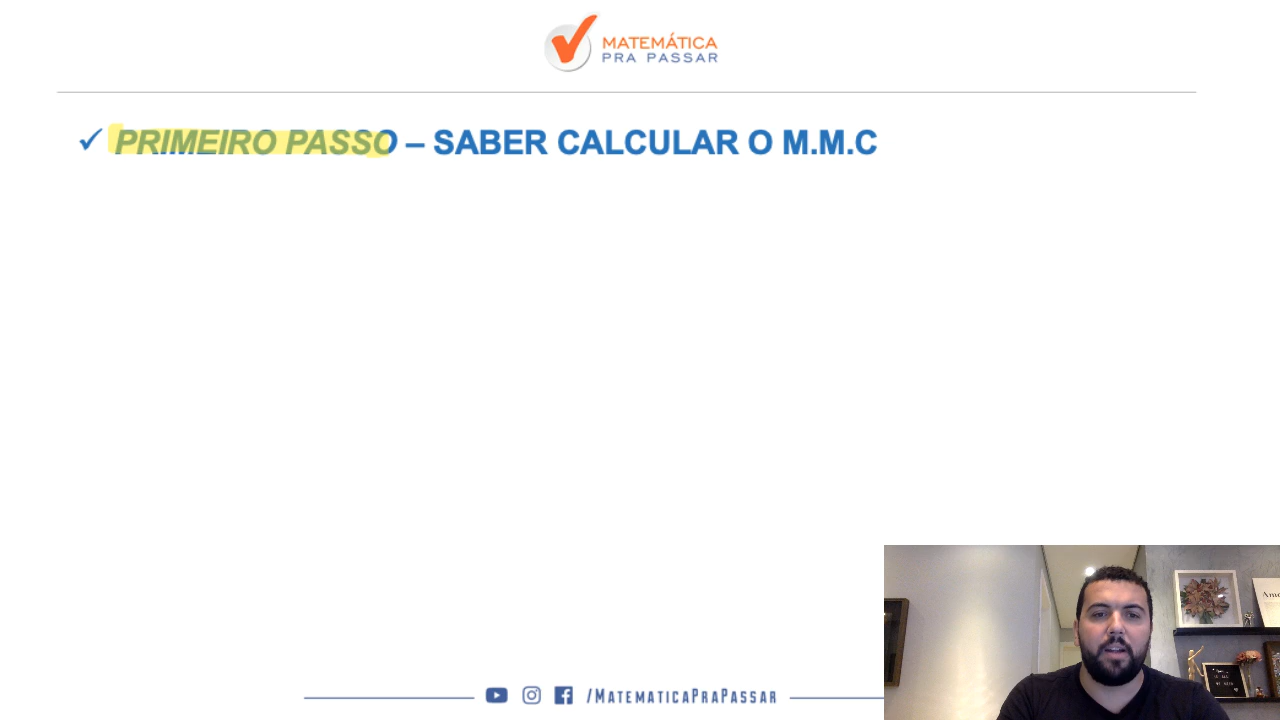 MATEMÁTICA
PRA PASSAR
✓ PRIMEIRO PASSO – SABER CALCULAR O M.M.C
/MATEMATICAPRAPASSAR